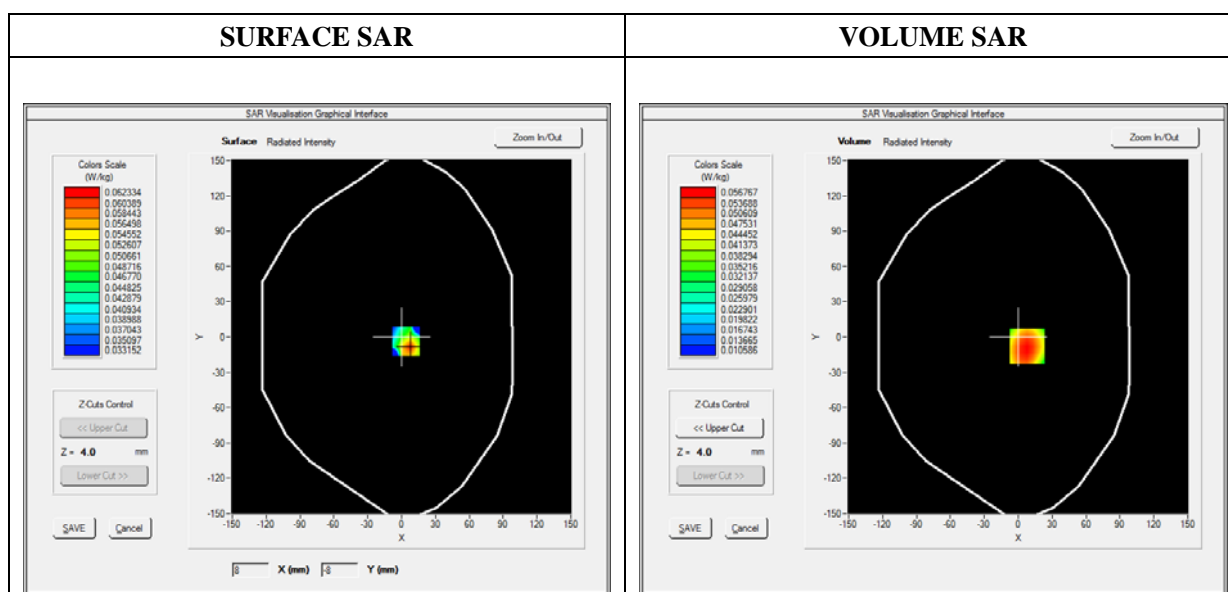 SURFACE SAR
VOLUME SAR
SAR Visualisation Graphical Interface
Surface Radiated Intensity
Zoom In/Out
Colors Scale
(W/kg)
0.062334
0.060389
0.058443
0.056498
0.054552
0.052607
0.050661
0.048716
0.046770
0.044825
0.042879
0.040934
0.038988
0.037043
0.035097
0.033152
150
120
90
60
30
0
-30
-60
-90
-120
-150
Y
-150 -120 -90 -60 -30 0 30 60 90 120 150
X
Z-Cuts Control
<< Upper Cut
Z = 4.0 mm
Lower Cut >>
SAVE Cancel
8 X (mm) -8 Y (mm)
SAR Visualisation Graphical Interface
Volume Radiated Intensity
Zoom In/Out
Colors Scale
(W/kg)
0.056767
0.053688
0.050609
0.047531
0.044452
0.041373
0.038294
0.035216
0.032137
0.029058
0.025979
0.022901
0.019822
0.016743
0.013665
0.010586
150
120
90
60
30
0
-30
-60
-90
-120
-150
Y
-150 -120 -90 -60 -30 0 30 60 90 120 150
X
Z-Cuts Control
<< Upper Cut
Z = 4.0 mm
Lower Cut >>
SAVE Cancel